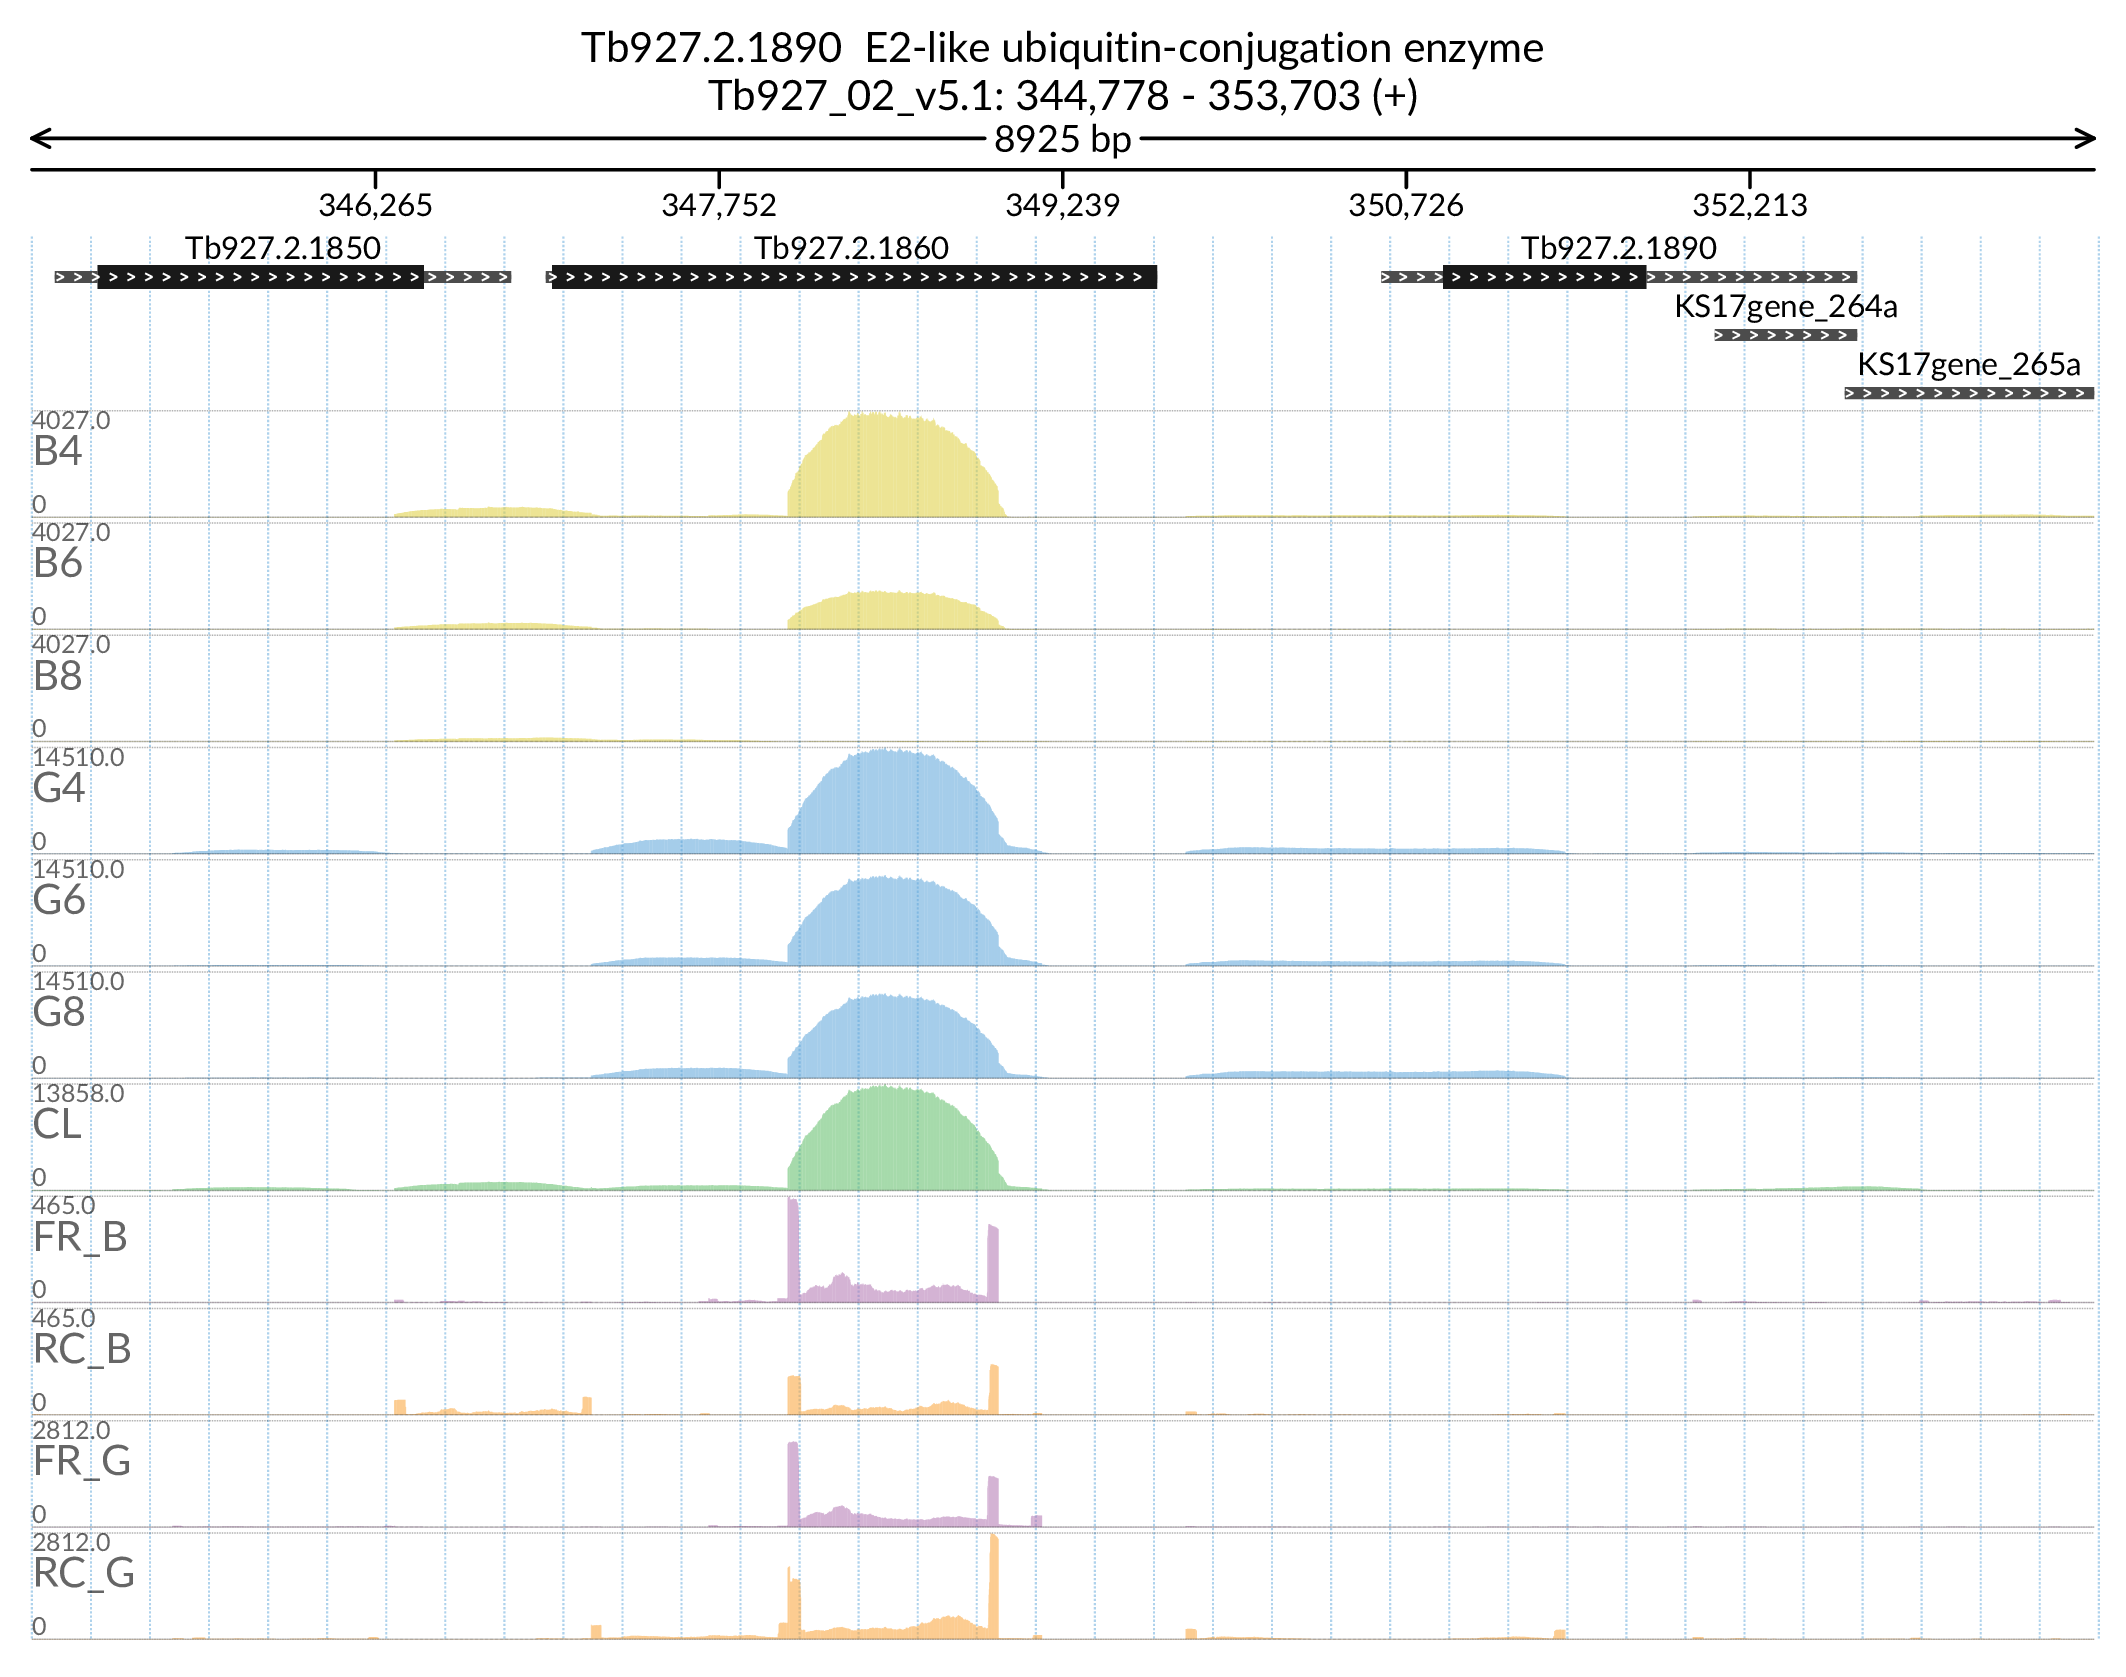 Tb927.2.1890  E2-like ubiquitin-conjugation enzyme
Tb927_02_v5.1: 344,778 - 353,703 (+)
8925 bp
346,265 347,752 349,239 350,726 352,213
Tb927.2.1850 Tb927.2.1860 Tb927.2.1890
KS17gene_264a
KS17gene_265a
4027.0
B4
0
4027.0
B6
0
4027.0
B8
0
14510.0
G4
0
14510.0
G6
0
14510.0
G8
0
13858.0
CL
0
465.0
FR_B
0
465.0
RC_B
0
2812.0
FR_G
0
2812.0
RC_G
0